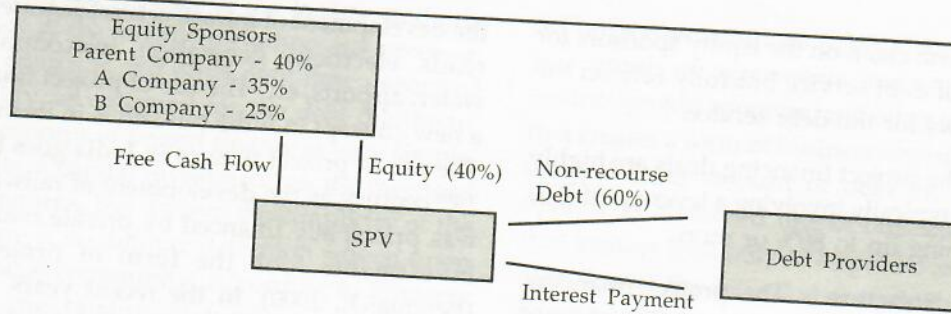 Equity Sponsors
Parent Company - 40%
A Company - 35%
B Company - 25%
Free Cash Flow
Equity (40%)
Non-recourse
Debt (60%)
SPV
Debt Providers
Interest Payment